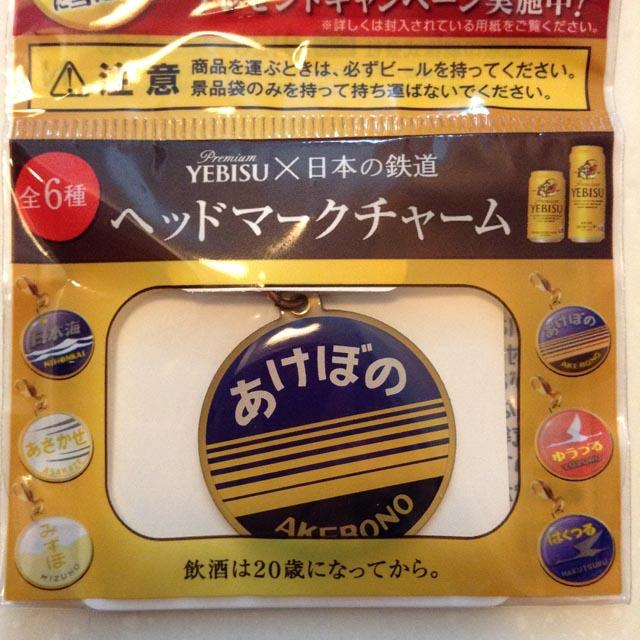 ゼントキャンペーン実施中!
※詳しくは封入されている用紙をご覧ください。
注意
商品を運ぶときは、必ずビールを持ってください。
景品袋のみを持って持ち運ばないでください。
全6種
Premium
YEBISU×日本の鉄道
ヘッドマークチャーム
YEBISU
YEBISU
日本海
NIHONKAI
あさかぜ
ASAKAZE
みずほ
MIZUHO
あけぼの
AKEBONO
あけぼの
AKEBONO
ゆうづる
YUZURU
はくつる
HAKUTSURU
飲酒は20歳になってから。